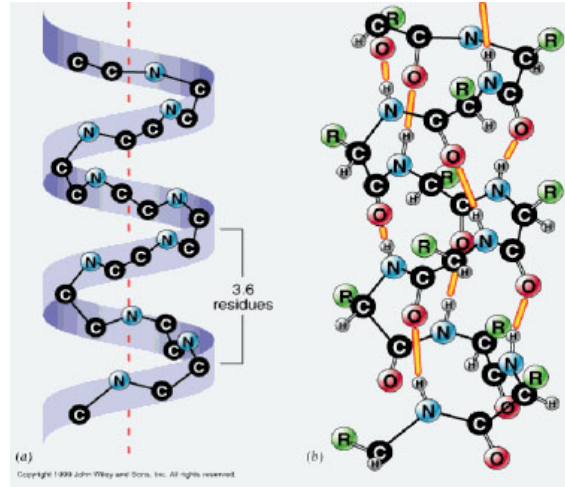 3.6
residues
(a)
(b)
Copyright 1999 John Wiley and Sons, Inc. All rights reserved.